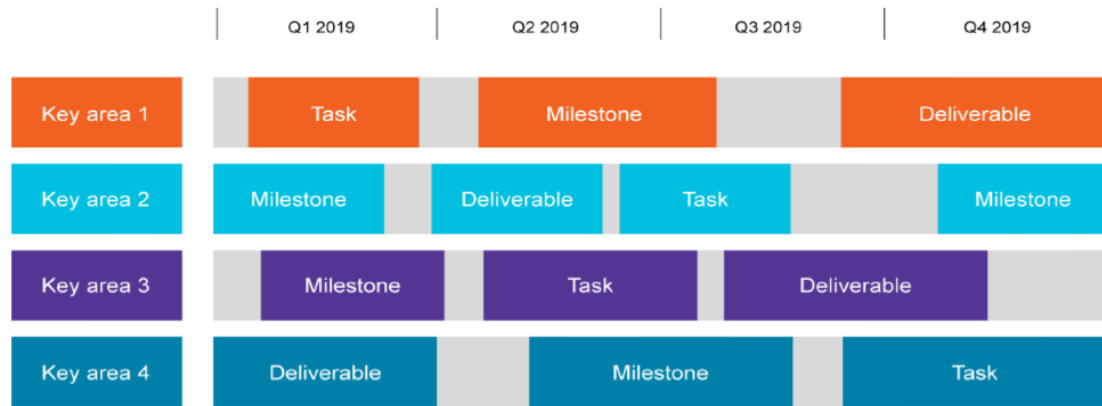 Q1 2019 Q2 2019 Q3 2019 Q4 2019
Key area 1 Task Milestone Deliverable
Key area 2 Milestone Deliverable Task Milestone
Key area 3 Milestone Task Deliverable
Key area 4 Deliverable Milestone Task